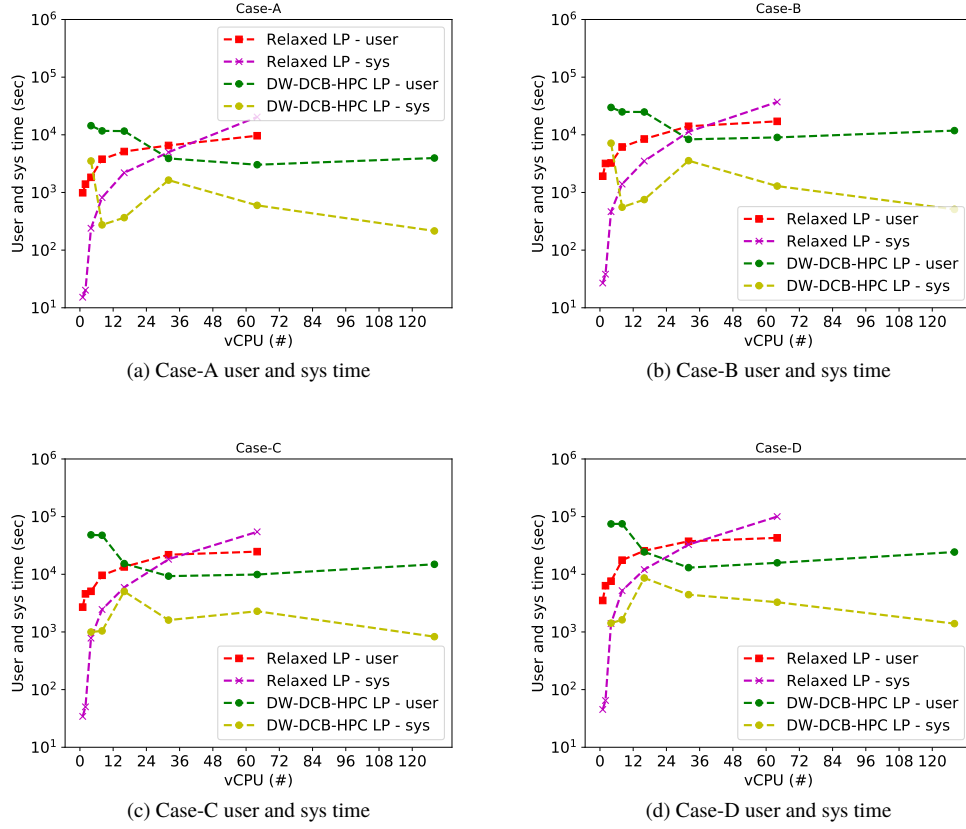 Case-A
User and sys time (sec)
10^6
10^5
10^4
10^3
10^2
10^1
Relaxed LP - user
Relaxed LP - sys
DW-DCB-HPC LP - user
DW-DCB-HPC LP - sys
0 12 24 36 48 60 72 84 96 108 120
vCPU (#)
(a) Case-A user and sys time
Case-B
User and sys time (sec)
10^6
10^5
10^4
10^3
10^2
10^1
Relaxed LP - user
Relaxed LP - sys
DW-DCB-HPC LP - user
DW-DCB-HPC LP - sys
0 12 24 36 48 60 72 84 96 108 120
vCPU (#)
(b) Case-B user and sys time
Case-C
User and sys time (sec)
10^6
10^5
10^4
10^3
10^2
10^1
Relaxed LP - user
Relaxed LP - sys
DW-DCB-HPC LP - user
DW-DCB-HPC LP - sys
0 12 24 36 48 60 72 84 96 108 120
vCPU (#)
(c) Case-C user and sys time
Case-D
User and sys time (sec)
10^6
10^5
10^4
10^3
10^2
10^1
Relaxed LP - user
Relaxed LP - sys
DW-DCB-HPC LP - user
DW-DCB-HPC LP - sys
0 12 24 36 48 60 72 84 96 108 120
vCPU (#)
(d) Case-D user and sys time